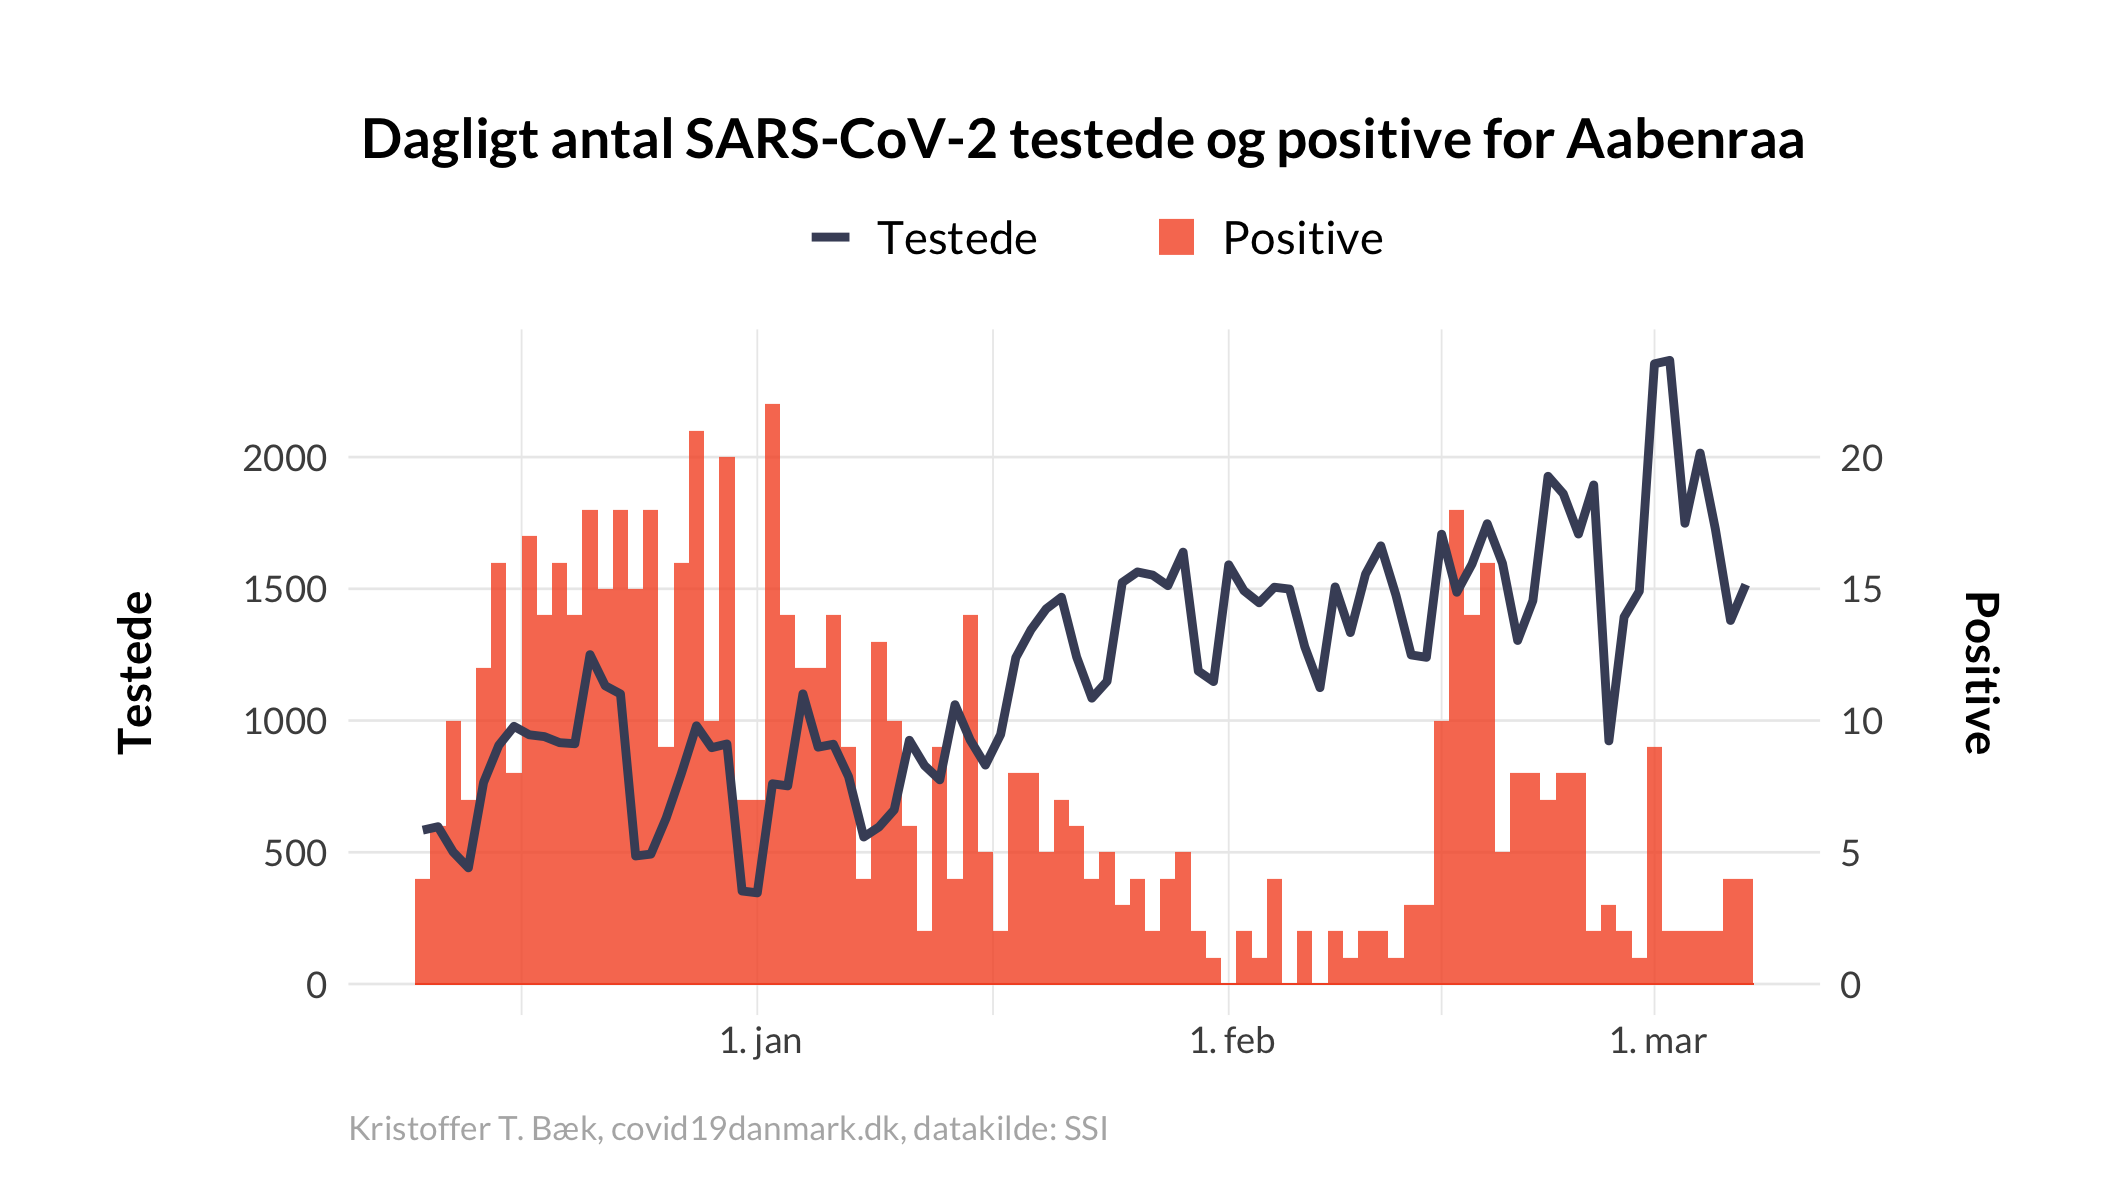 Dagligt antal SARS-CoV-2 testede og positive for Aabenraa
Testede
Positive
Testede
2000
1500
1000
500
0
20
15
10
5
0
Positive
1. jan
1. feb
1. mar
Kristoffer T. Bæk, covid19danmark.dk, datakilde: SSI